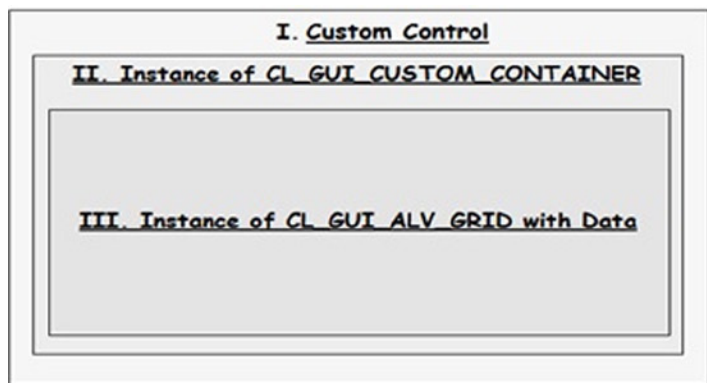 I. Custom Control
II. Instance of CL_GUI_CUSTOM_CONTAINER
III. Instance of CL_GUI_ALV_GRID with Data